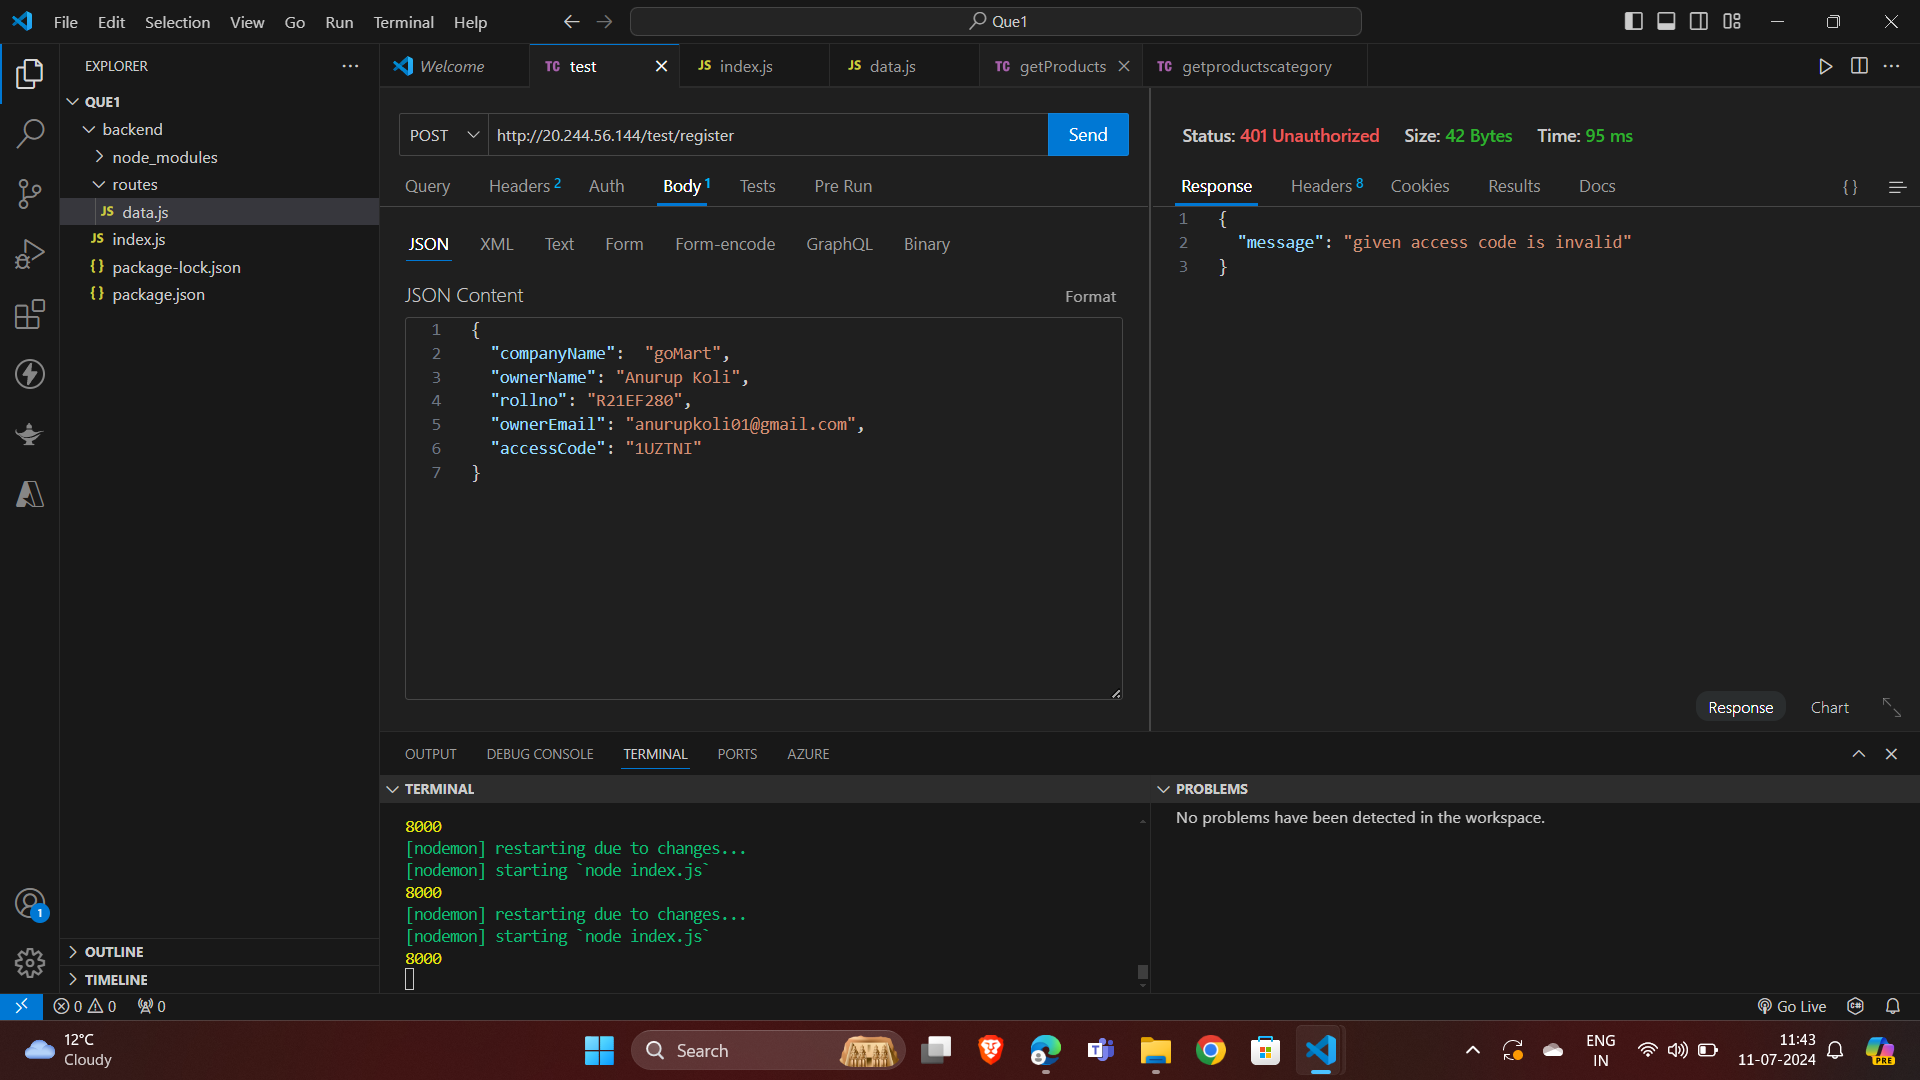 File Edit Selection View Go Run Terminal Help
Que1
EXPLORER
QUE1
backend
node_modules
routes
JS data.js
JS index.js
{} package-lock.json
{} package.json
OUTLINE
TIMELINE
Welcome
TC test
JS index.js
JS data.js
TC getProducts
TC getproductscategory
POST http://20.244.56.144/test/register Send
Query Headers 2 Auth Body 1 Tests Pre Run
JSON XML Text Form Form-encode GraphQL Binary
JSON Content Format
1 {
2 "companyName":  "goMart",
3 "ownerName": "Anurup Koli",
4 "rollno": "R21EF280",
5 "ownerEmail": "anurupkoli01@gmail.com",
6 "accessCode": "1UZTNI"
7 }
Status: 401 Unauthorized Size: 42 Bytes Time: 95 ms
Response Headers 8 Cookies Results Docs {}
1 {
2 "message": "given access code is invalid"
3 }
Response Chart
OUTPUT DEBUG CONSOLE TERMINAL PORTS AZURE
TERMINAL
8000
[nodemon] restarting due to changes...
[nodemon] starting `node index.js`
8000
[nodemon] restarting due to changes...
[nodemon] starting `node index.js`
8000
PROBLEMS
No problems have been detected in the workspace.
1
0 0 0
Go Live
12°C
Cloudy
Search
ENG
IN
11:43
11-07-2024
PRE